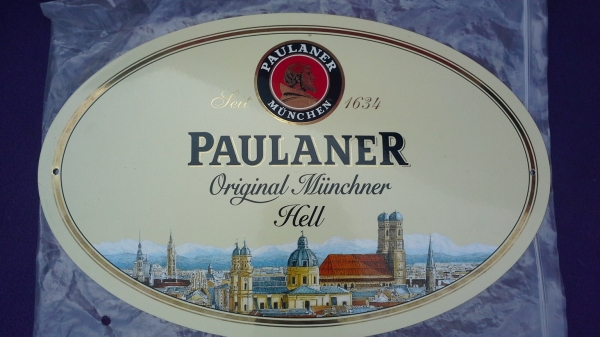 PAULANER
MÜNCHEN
Seit 1634
PAULANER
Original Münchner
Hell